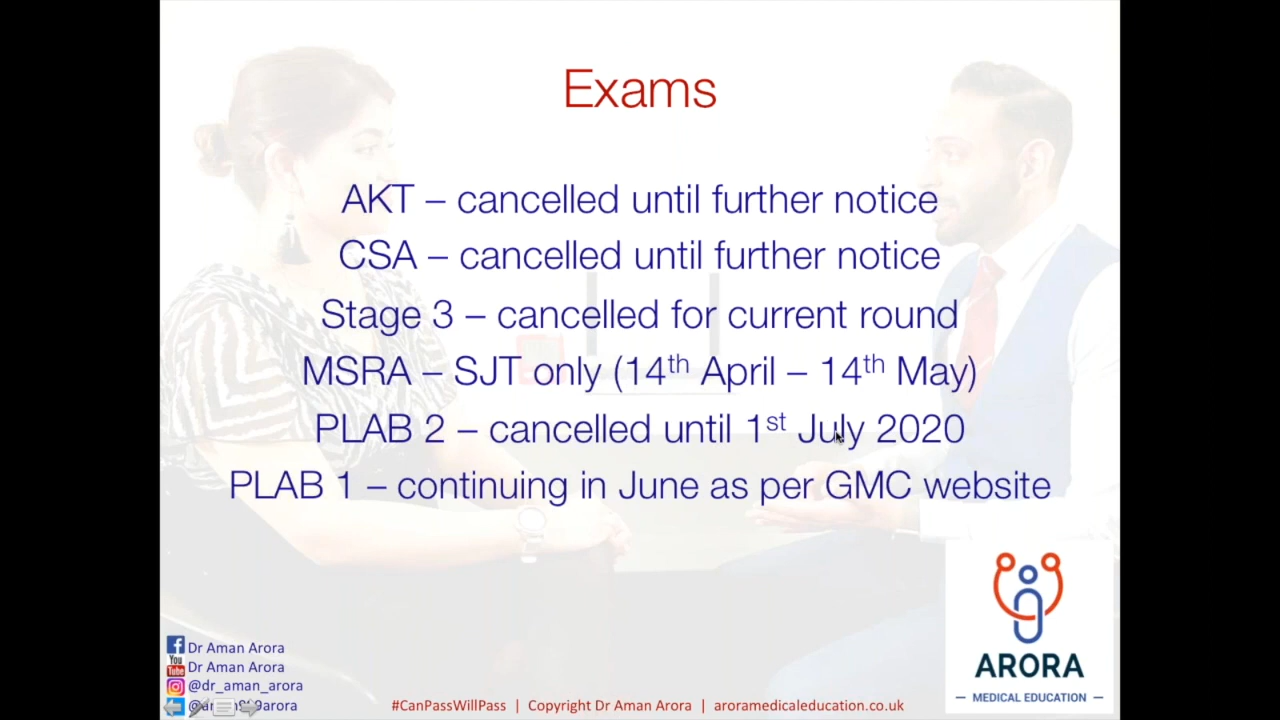 Exams
AKT – cancelled until further notice
CSA – cancelled until further notice
Stage 3 – cancelled for current round
MSRA – SJT only (14th April – 14th May)
PLAB 2 – cancelled until 1st July 2020
PLAB 1 – continuing in June as per GMC website
ARORA
MEDICAL EDUCATION
Dr Aman Arora
You Tube Dr Aman Arora
@dr_aman_arora
#CanPassWillPass | Copyright Dr Aman Arora | aroramedicaleducation.co.uk